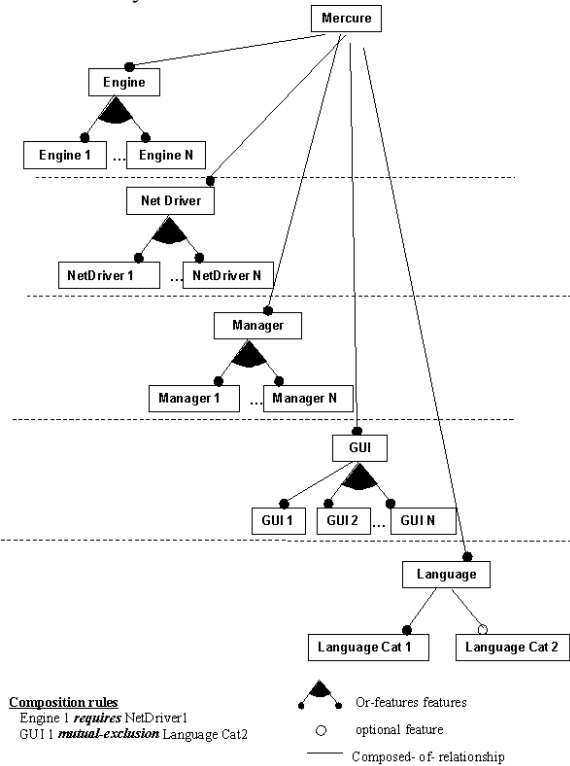 Mercure
Engine
Engine 1 ... Engine N
Net Driver
NetDriver 1 ... NetDriver N
Manager
Manager 1 ... Manager N
GUI
GUI 1 GUI 2 ... GUI N
Language
Language Cat 1 Language Cat 2
Composition rules
Engine 1 requires NetDriver1
GUI 1 mutual-exclusion Language Cat2
Or-features features
optional feature
Composed- of- relationship